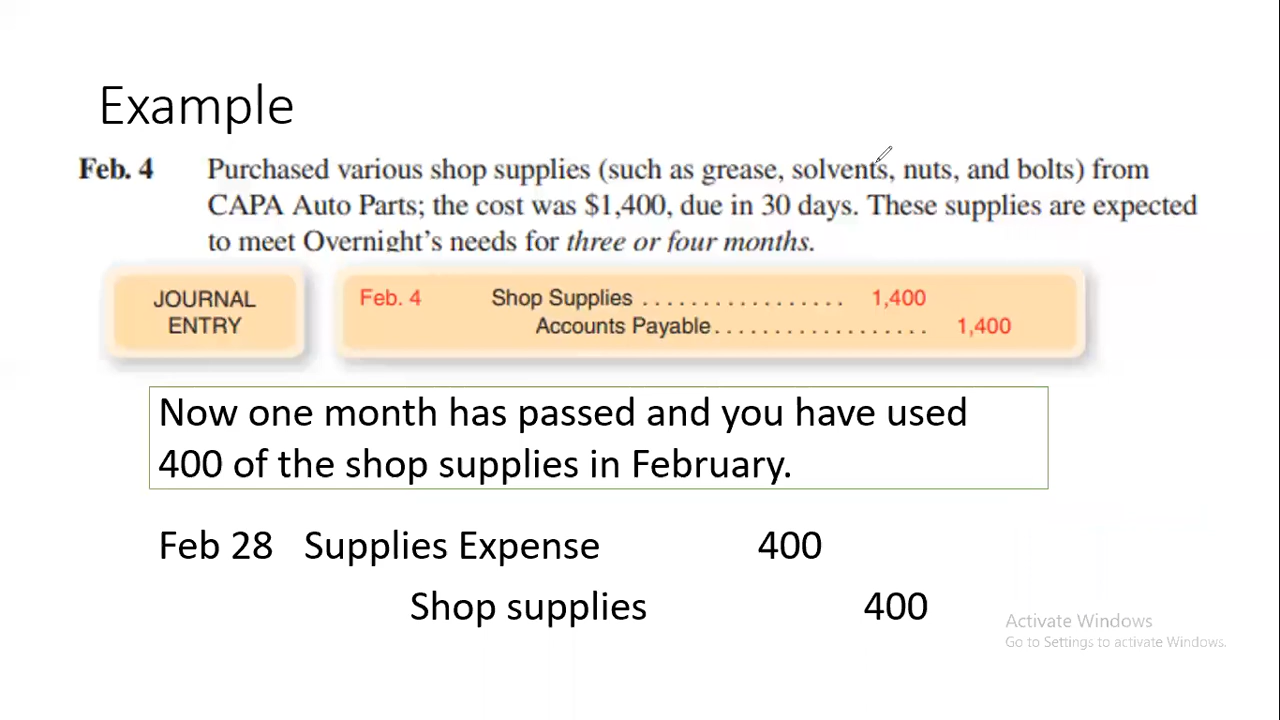 Example
Feb. 4 Purchased various shop supplies (such as grease, solvents, nuts, and bolts) from
CAPA Auto Parts; the cost was $1,400, due in 30 days. These supplies are expected
to meet Overnight's needs for three or four months.
JOURNAL
ENTRY
Feb. 4 Shop Supplies . . . . . . . . . . . . . . . . . 1,400
Accounts Payable . . . . . . . . . . . . . . . . . . 1,400
Now one month has passed and you have used
400 of the shop supplies in February.
Feb 28 Supplies Expense 400
Shop supplies 400
Activate Windows
Go to Settings to activate Windows.